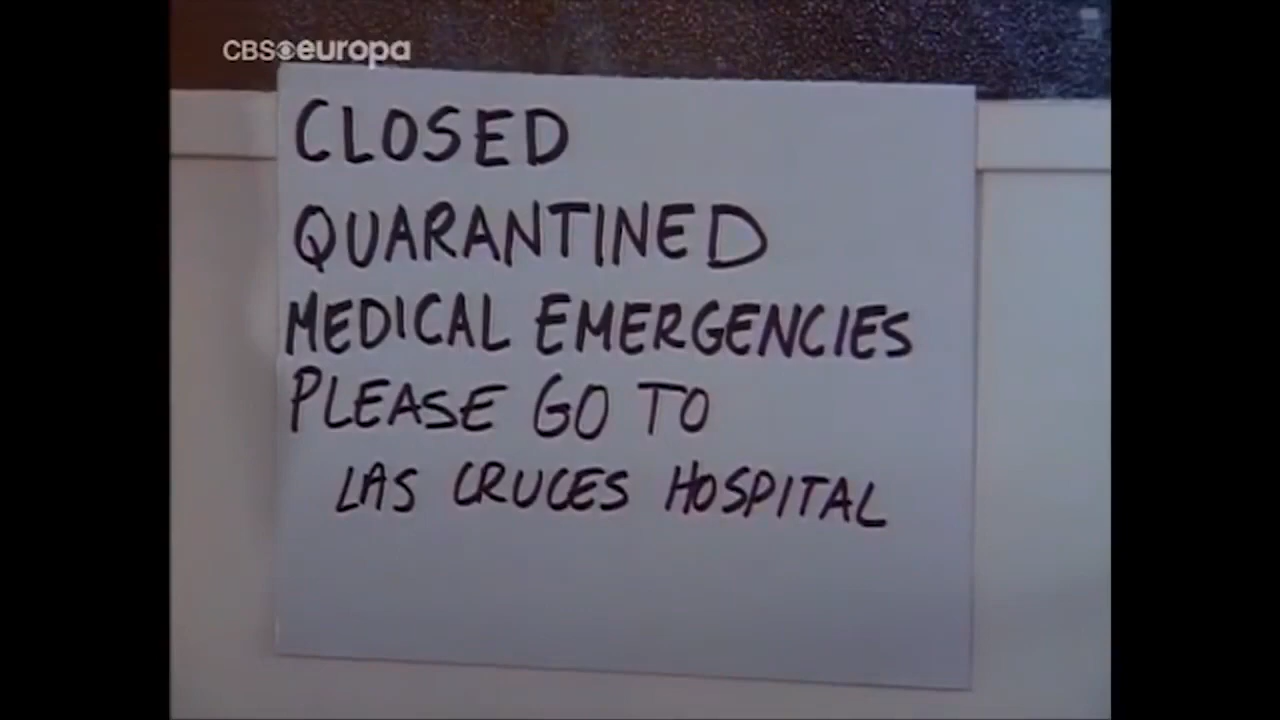 CBS europa
CLOSED
QUARANTINED
MEDICAL EMERGENCIES
PLEASE GO TO
LAS CRUCES HOSPITAL